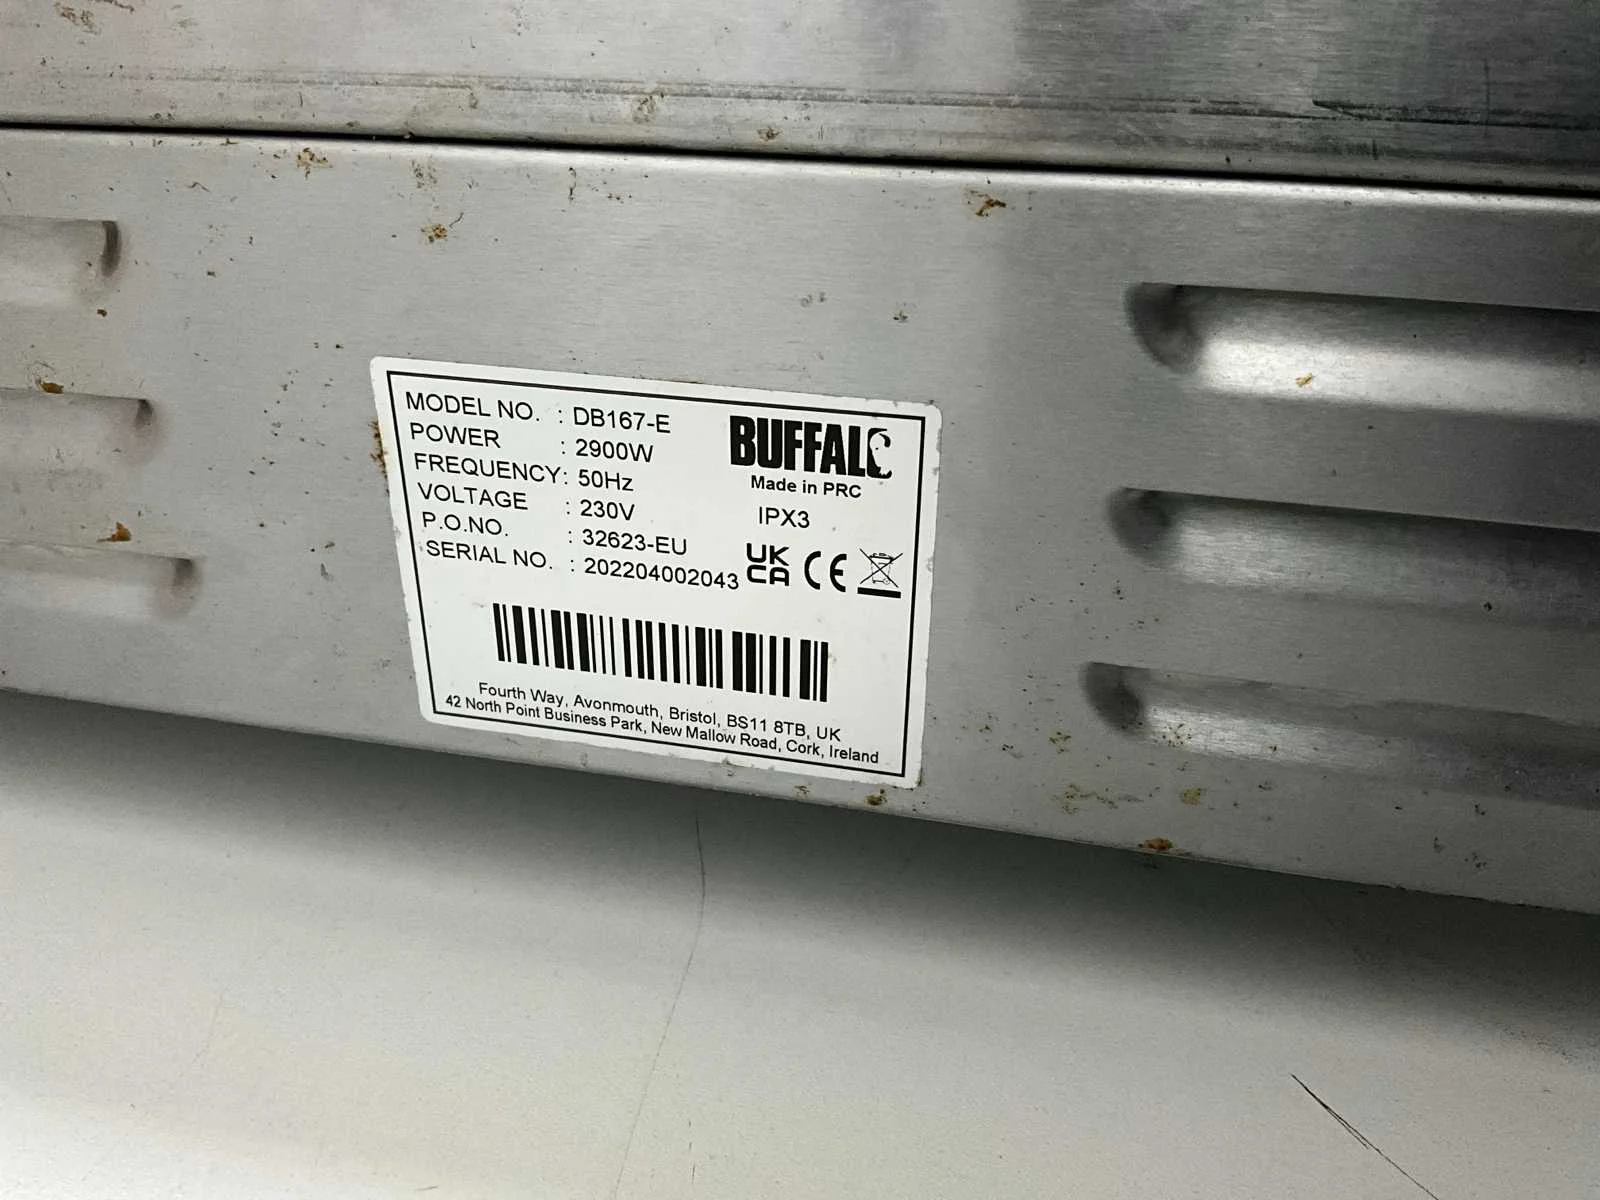 MODEL NO. : DB167-E
POWER : 2900W
FREQUENCY: 50Hz
VOLTAGE : 230V
P.O.NO. : 32623-EU
SERIAL NO. : 202204002043
BUFFALO
Made in PRC
IPX3
UK
CA CE
Fourth Way, Avonmouth, Bristol, BS11 8TB, UK
42 North Point Business Park, New Mallow Road, Cork, Ireland